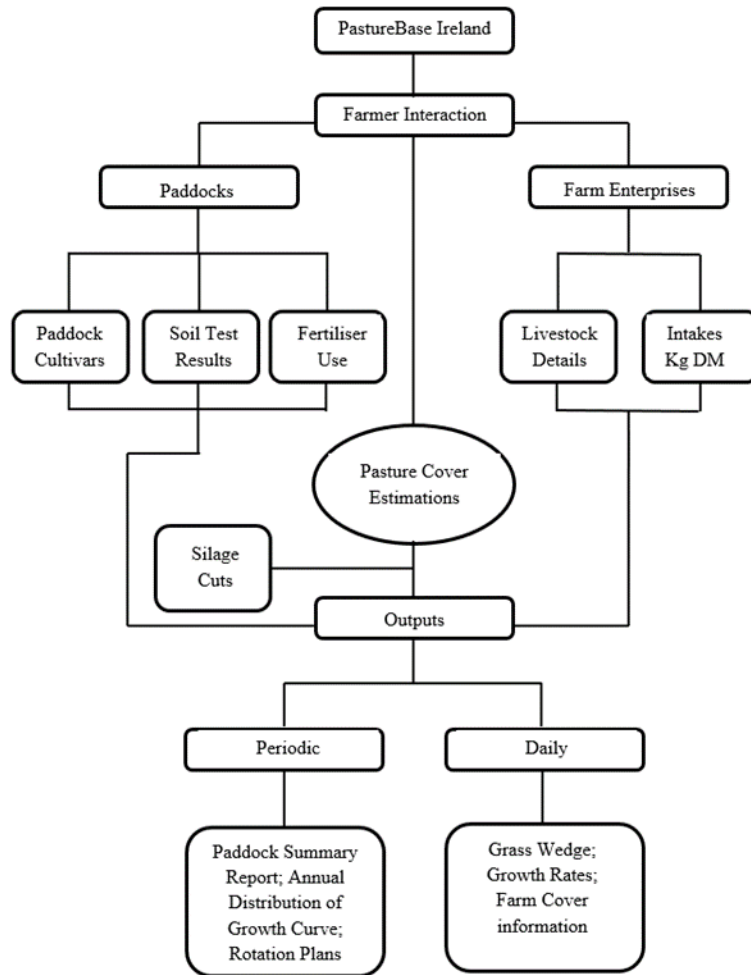 PastureBase Ireland
Farmer Interaction
Paddocks
Farm Enterprises
Paddock
Cultivars
Soil Test
Results
Fertiliser
Use
Livestock
Details
Intakes
Kg DM
Pasture Cover
Estimations
Silage
Cuts
Outputs
Periodic
Daily
Paddock Summary
Report; Annual
Distribution of
Growth Curve;
Rotation Plans
Grass Wedge;
Growth Rates;
Farm Cover
information